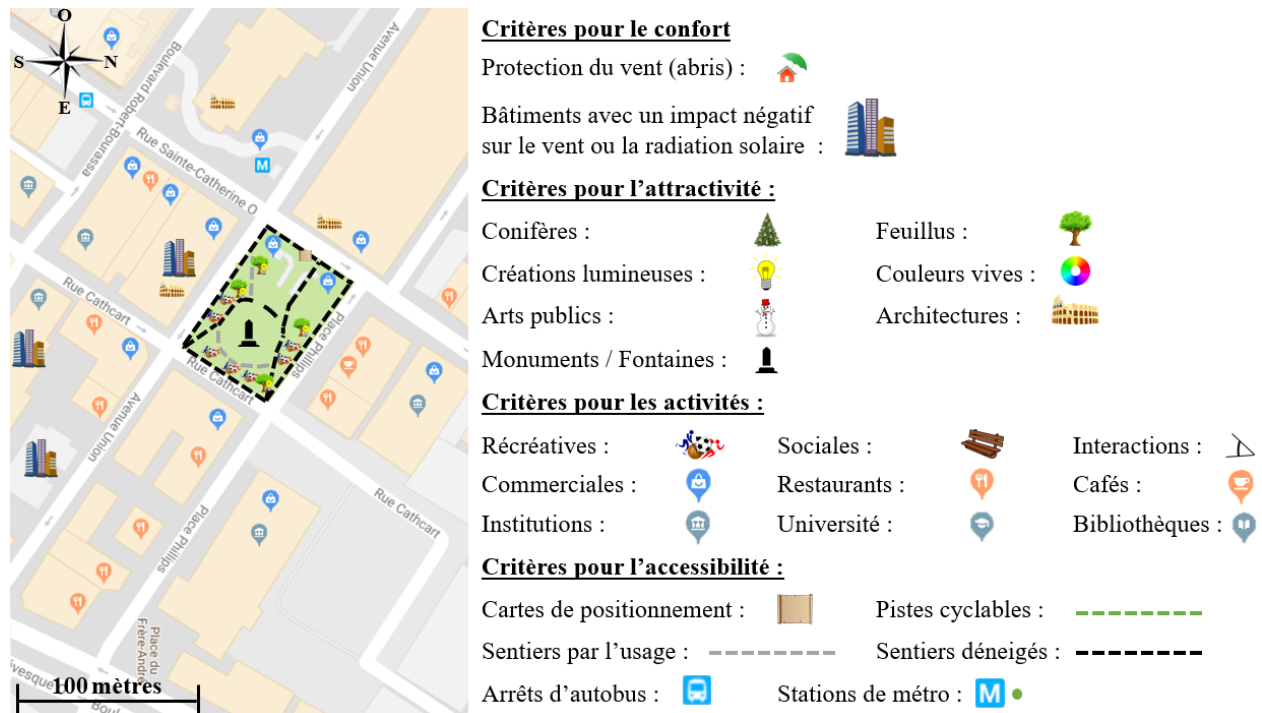 O
S
N
E
Boulevard Robert-Bourassa
Avenue Union
Rue Sainte-Catherine O
M
Rue Cathcart
Place Phillips
Rue Cathcart
Avenue Union
Rue Cathcart
Place Phillips
Place du
Frère-André
100 mètres
Critères pour le confort
Protection du vent (abris) :
Bâtiments avec un impact négatif
sur le vent ou la radiation solaire :
Critères pour l'attractivité :
Conifères : Feuillus :
Créations lumineuses : Couleurs vives :
Arts publics : Architectures :
Monuments / Fontaines :
Critères pour les activités :
Récréatives : Sociales : Interactions :
Commerciales : Restaurants : Cafés :
Institutions : Université : Bibliothèques :
Critères pour l'accessibilité :
Cartes de positionnement : Pistes cyclables :
Sentiers par l'usage : Sentiers déneigés :
Arrêts d'autobus : Stations de métro : M